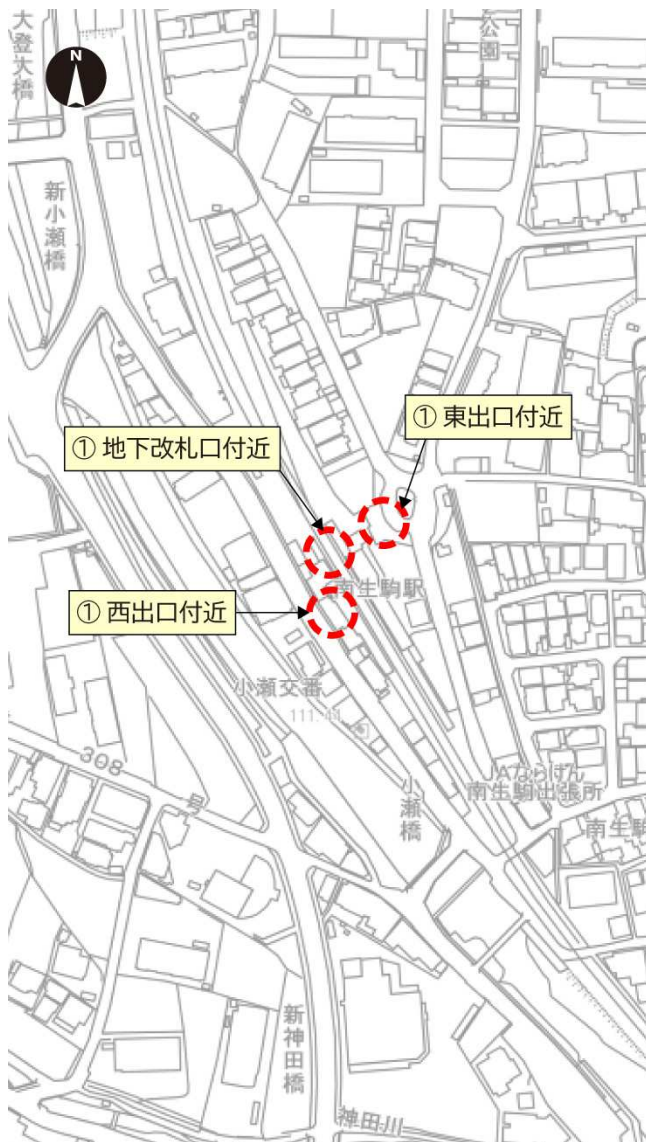 大登大橋
N
公園
新小瀬橋
① 東出口付近
① 地下改札口付近
南生駒駅
① 西出口付近
小瀬交番
111.44
308
号
小瀬橋
JAならけん
南生駒出張所
南生駒
新神田橋
神田川